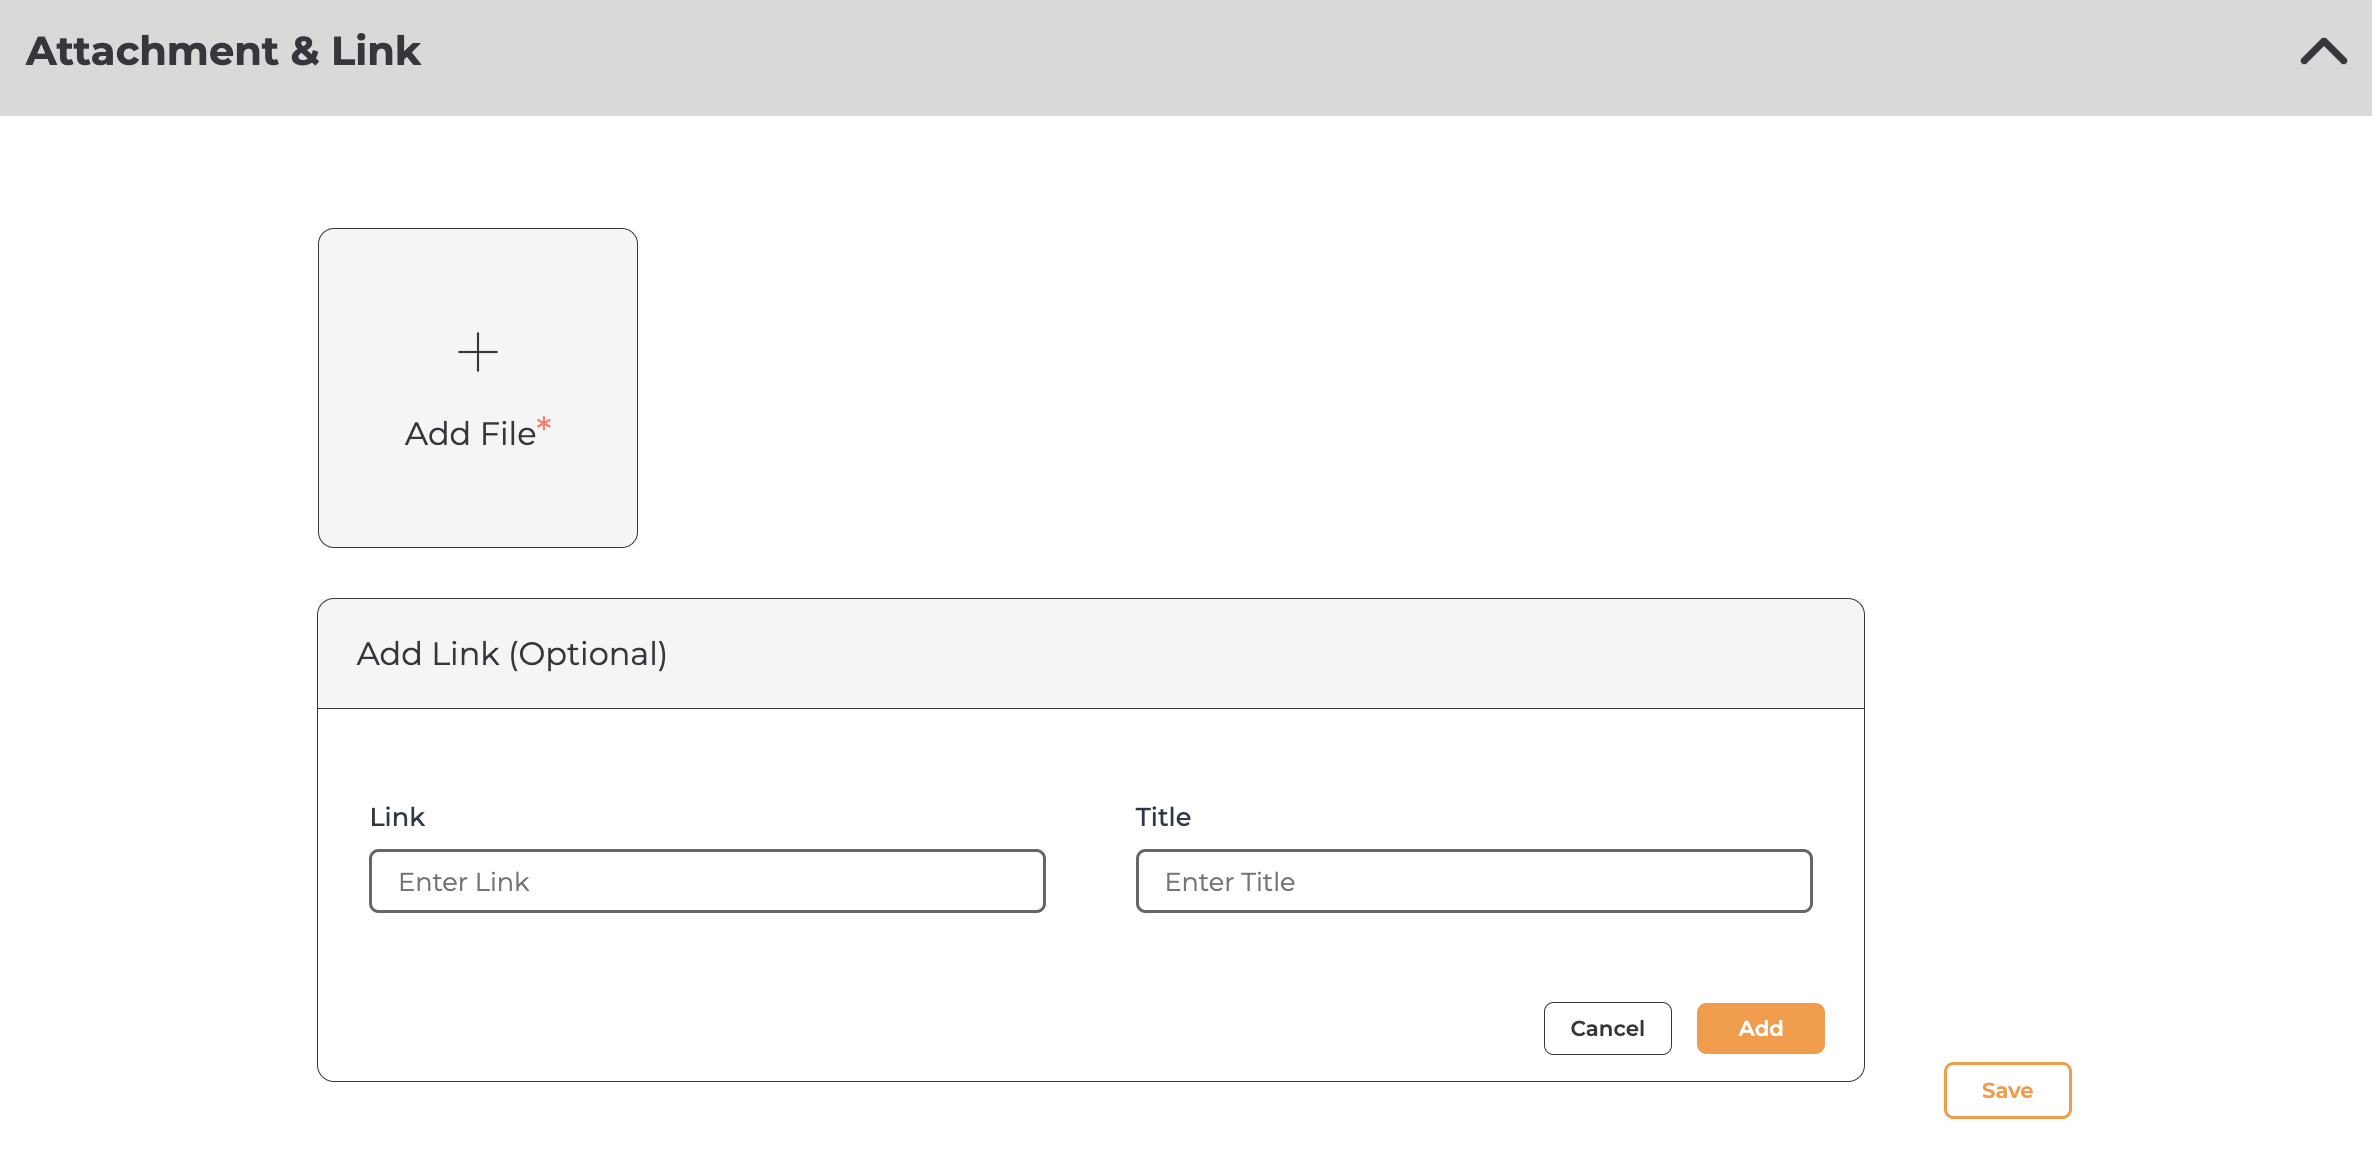 Attachment & Link
Add File*
Add Link (Optional)
Link
Title
Enter Link
Enter Title
Cancel
Add
Save